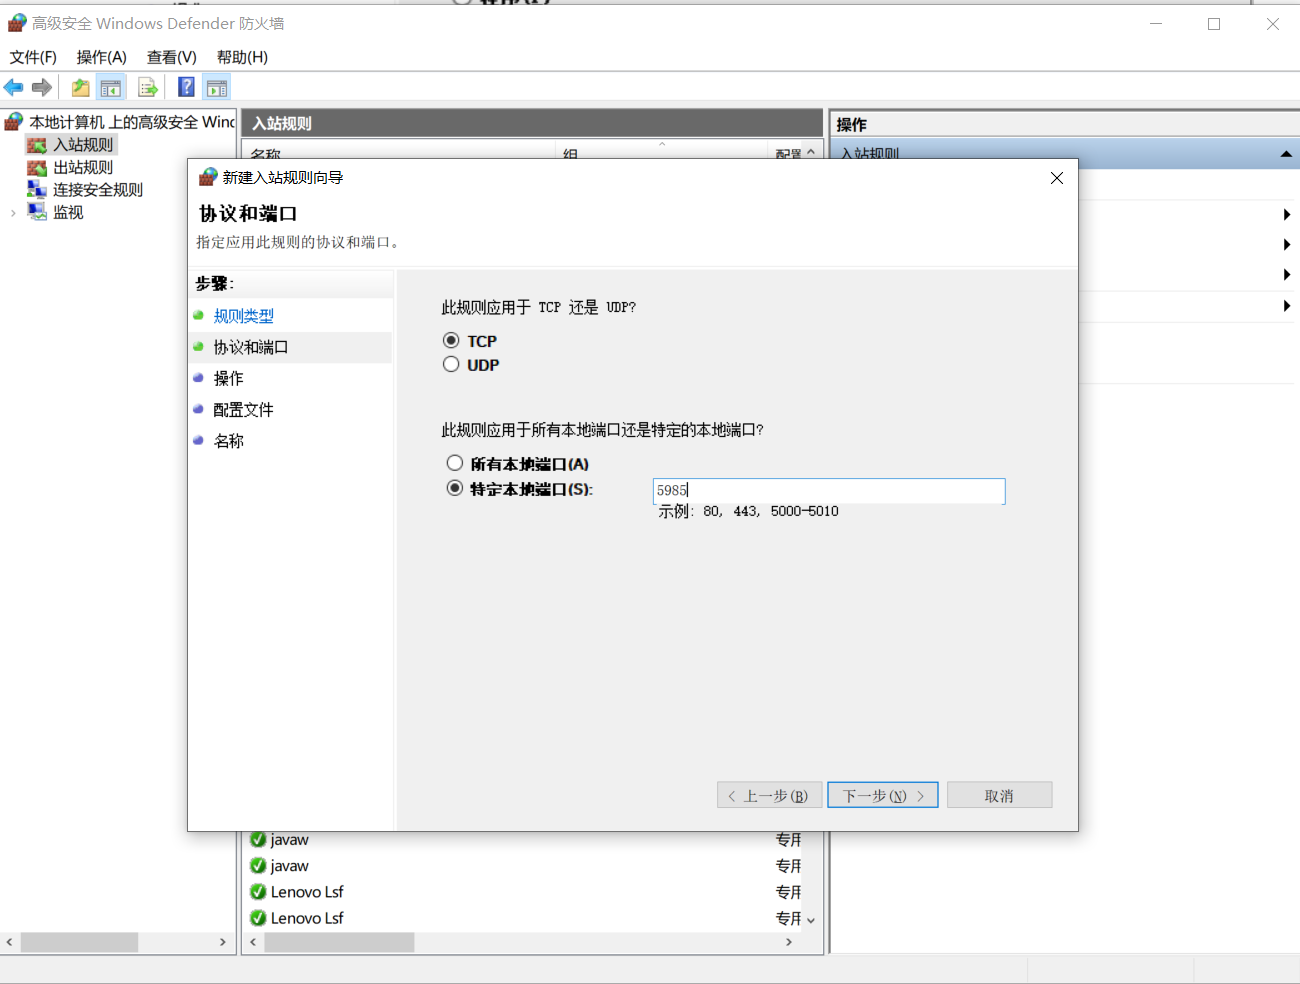 高级安全 Windows Defender 防火墙
文件(F) 操作(A) 查看(V) 帮助(H)
本地计算机 上的高级安全 Wind
入站规则
出站规则
连接安全规则
监视
入站规则
名称 组 配置
操作
入站规则
新建入站规则向导
协议和端口
指定应用此规则的协议和端口。
步骤:
规则类型
协议和端口
操作
配置文件
名称
此规则应用于 TCP 还是 UDP?
TCP
UDP
此规则应用于所有本地端口还是特定的本地端口?
所有本地端口(A)
特定本地端口(S):
5985
示例: 80, 443, 5000-5010
< 上一步(B) 下一步(N) > 取消
javaw 专用
javaw 专用
Lenovo Lsf 专用
Lenovo Lsf 专用